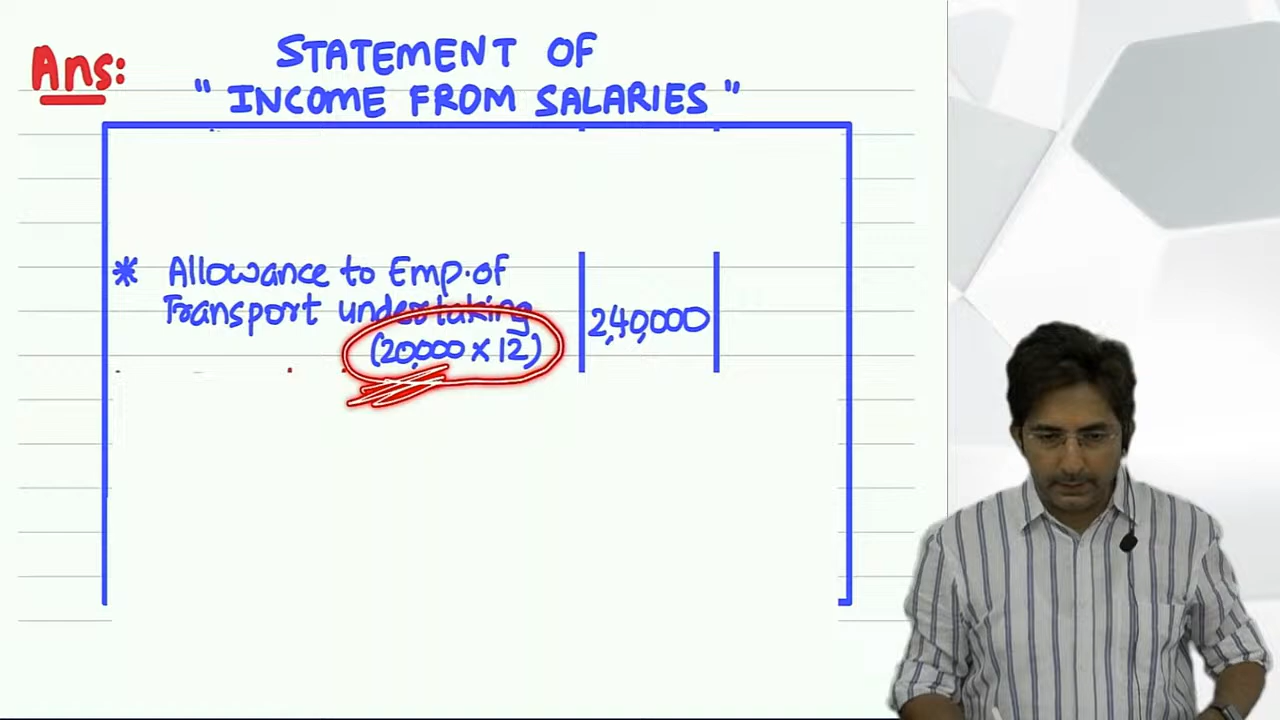 Ans:
STATEMENT OF
" INCOME FROM SALARIES "
* Allowance to Emp. of
Transport undertaking
(20,000 × 12)
2,40,000